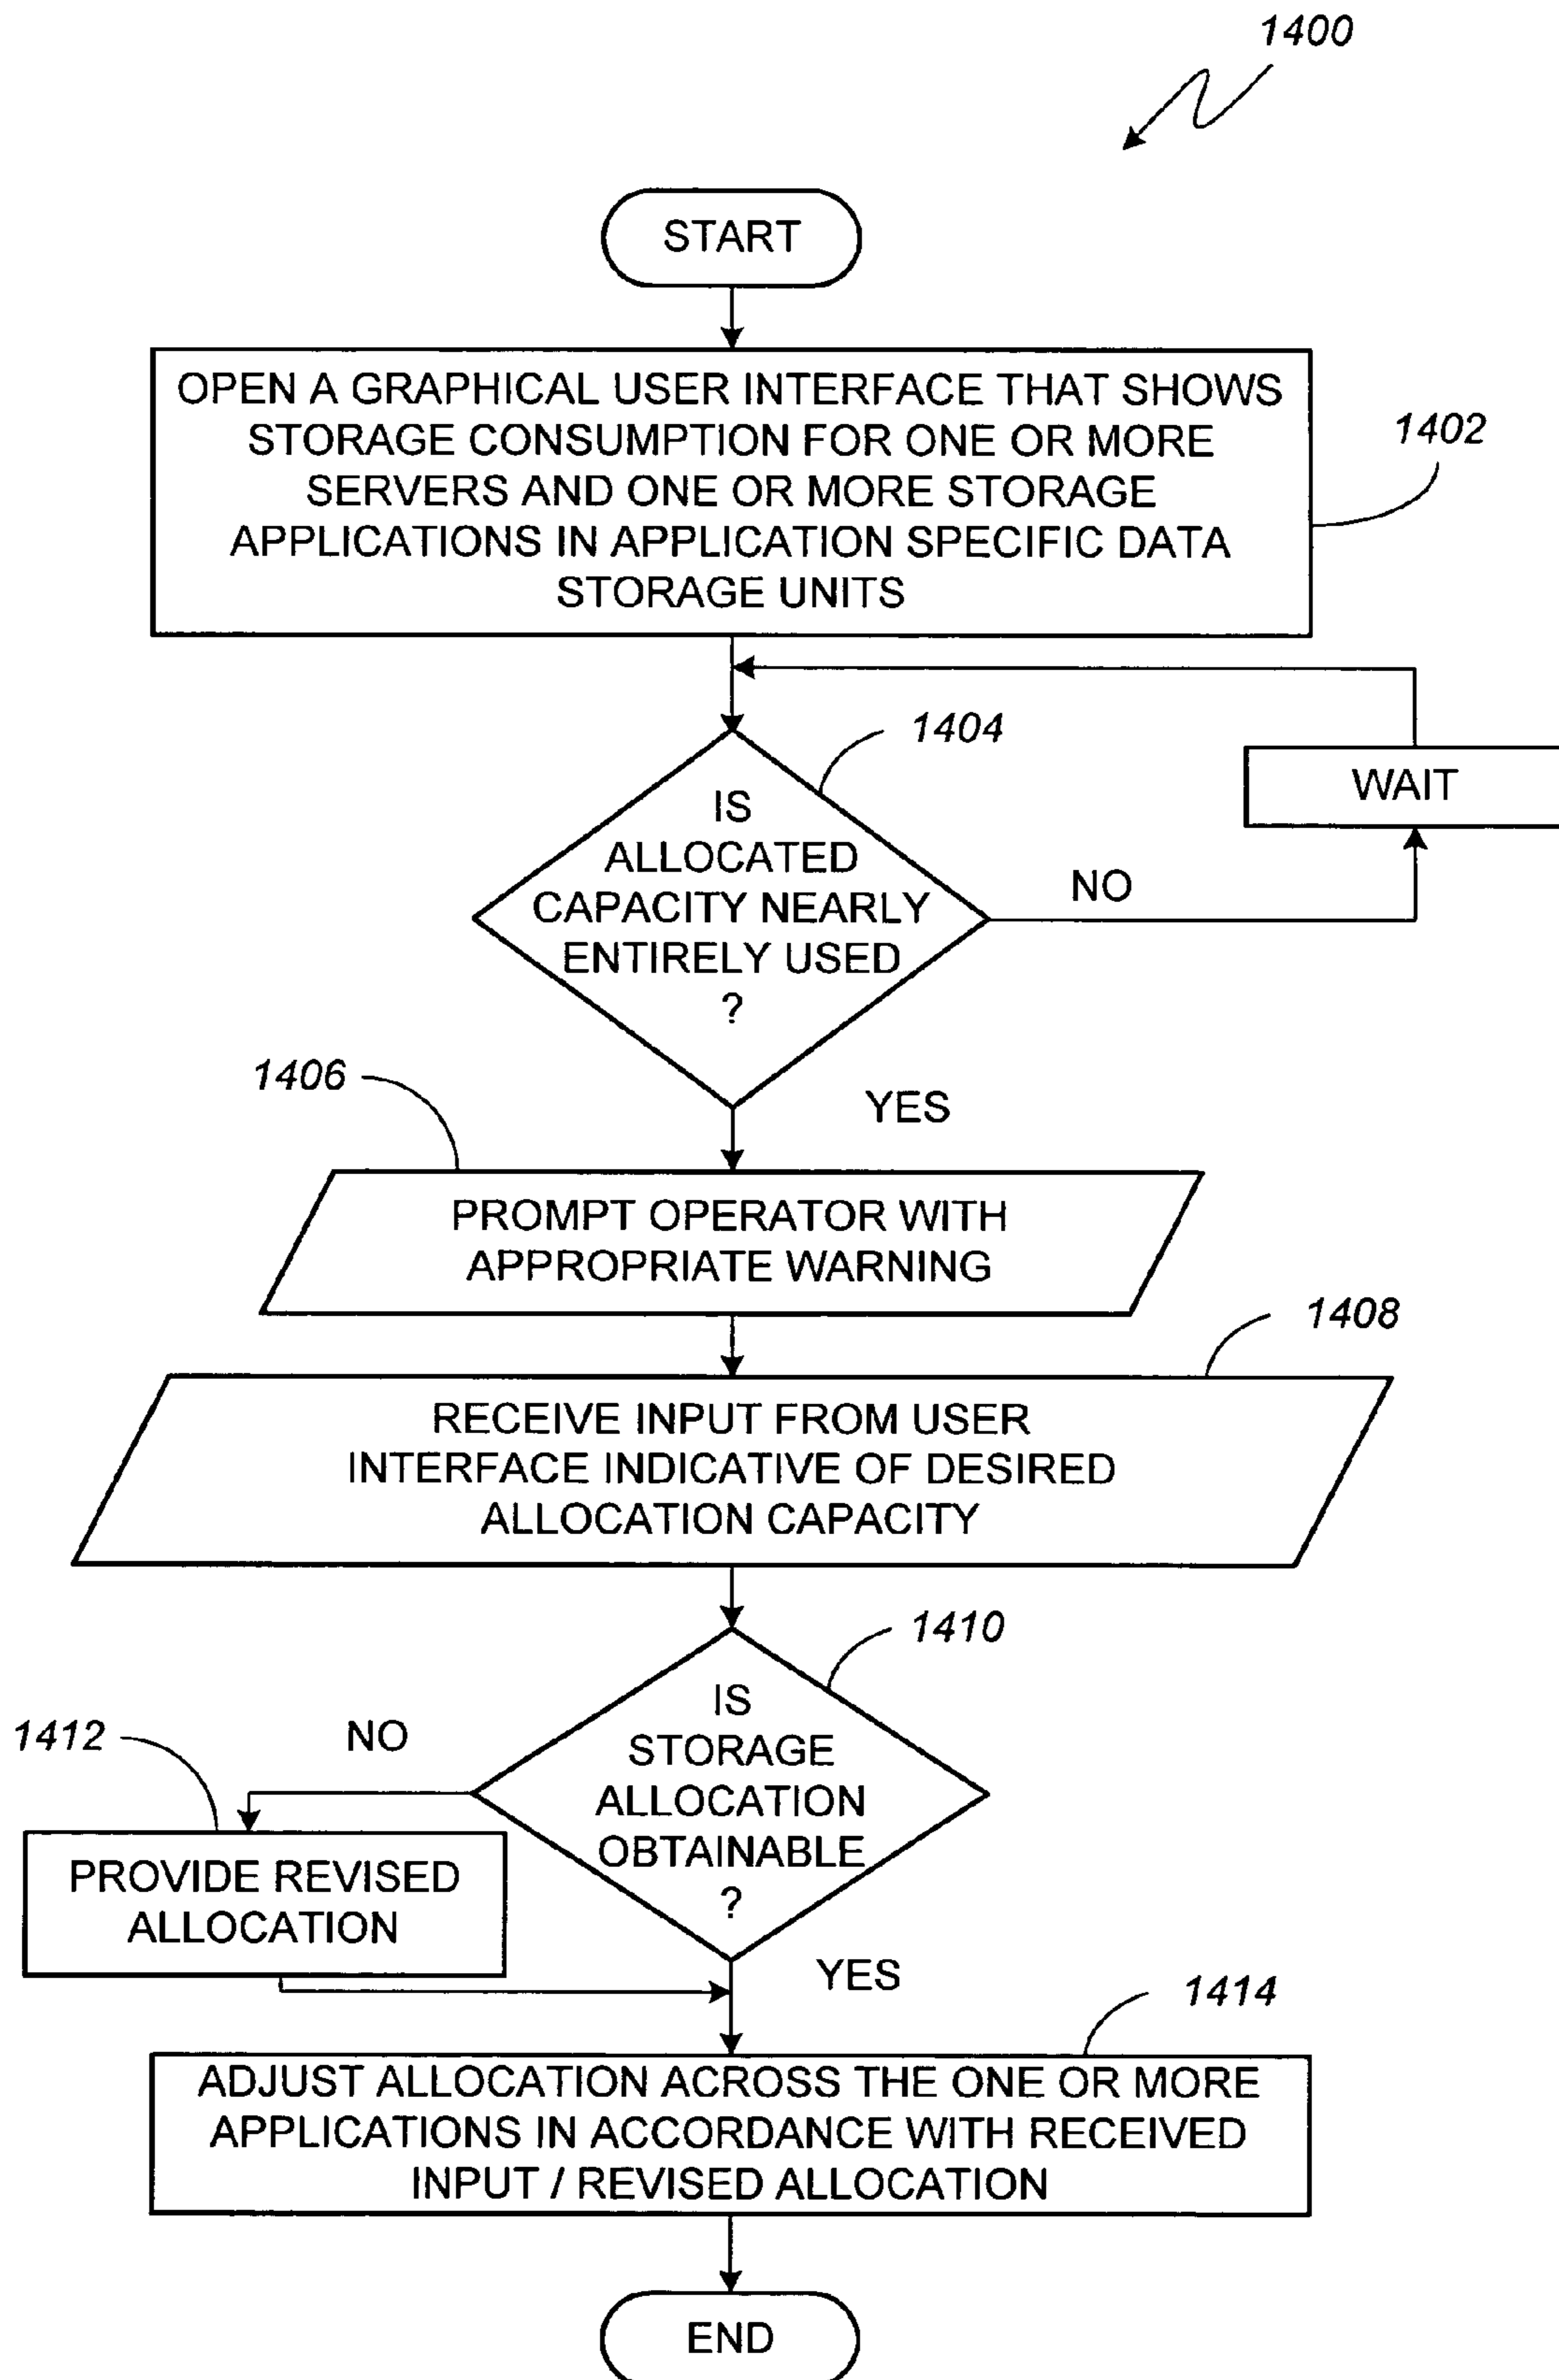 1400
START
OPEN A GRAPHICAL USER INTERFACE THAT SHOWS
STORAGE CONSUMPTION FOR ONE OR MORE
SERVERS AND ONE OR MORE STORAGE
APPLICATIONS IN APPLICATION SPECIFIC DATA
STORAGE UNITS
1402
1404
WAIT
IS
ALLOCATED
CAPACITY NEARLY
ENTIRELY USED
?
NO
1406
YES
PROMPT OPERATOR WITH
APPROPRIATE WARNING
1408
RECEIVE INPUT FROM USER
INTERFACE INDICATIVE OF DESIRED
ALLOCATION CAPACITY
1410
IS
STORAGE
ALLOCATION
OBTAINABLE
?
1412
NO
PROVIDE REVISED
ALLOCATION
YES
1414
ADJUST ALLOCATION ACROSS THE ONE OR MORE
APPLICATIONS IN ACCORDANCE WITH RECEIVED
INPUT / REVISED ALLOCATION
END